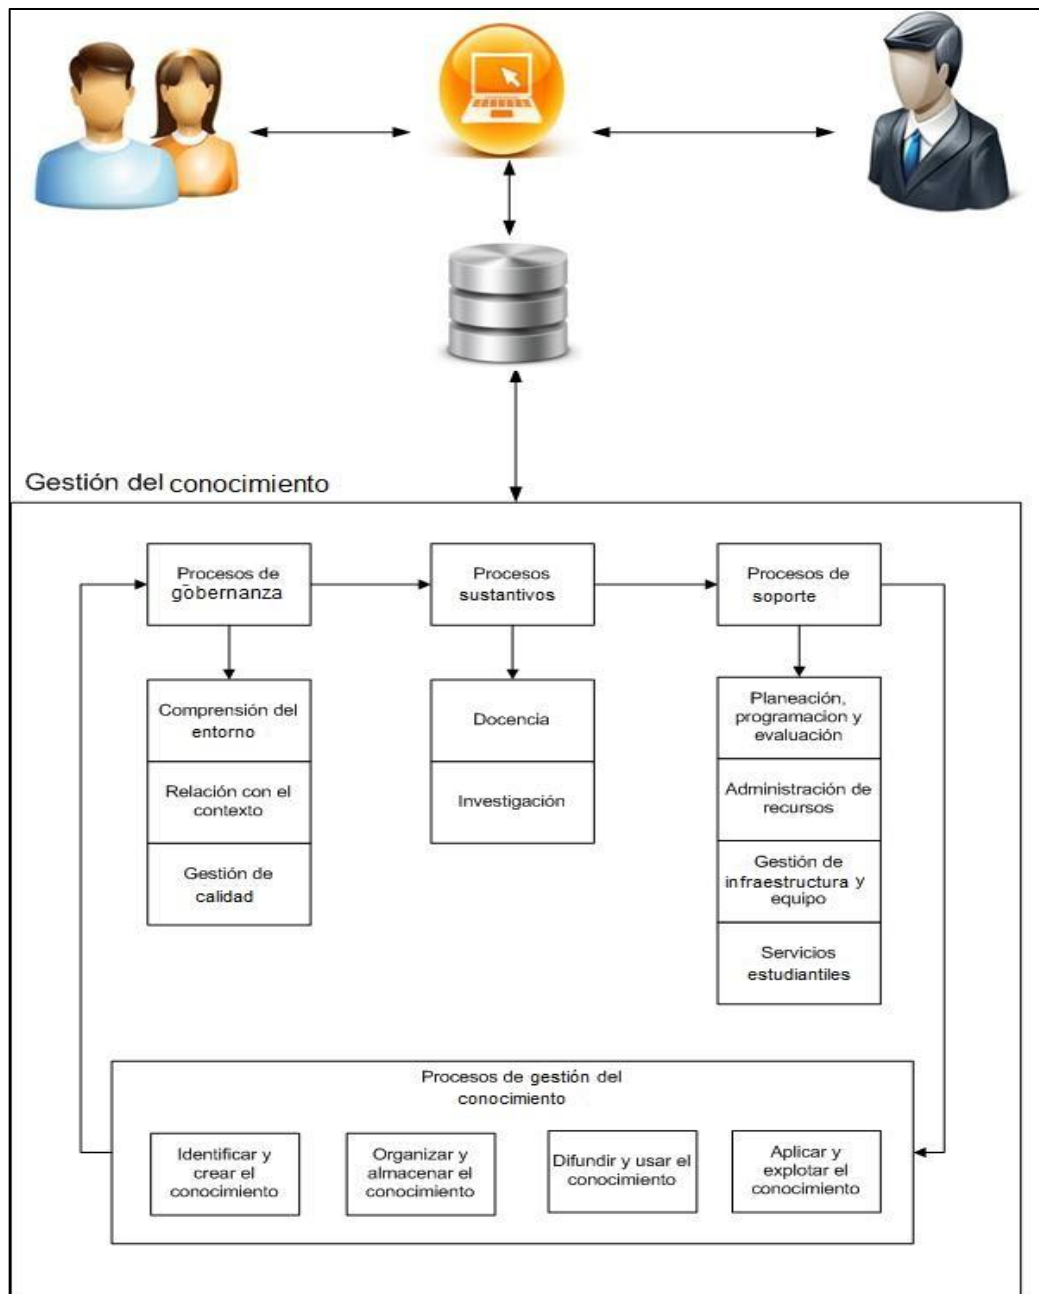 Gestión del conocimiento
Procesos de
gobernanza
Procesos
sustantivos
Procesos de
soporte
Comprensión del
entorno
Relación con el
contexto
Gestión de
calidad
Docencia
Investigación
Planeación,
programacion y
evaluación
Administración de
recursos
Gestión de
infraestructura y
equipo
Servicios
estudiantiles
Procesos de gestión del
conocimiento
Identificar y
crear el
conocimiento
Organizar y
almacenar el
conocimiento
Difundir y usar el
conocimiento
Aplicar y
explotar el
conocimiento